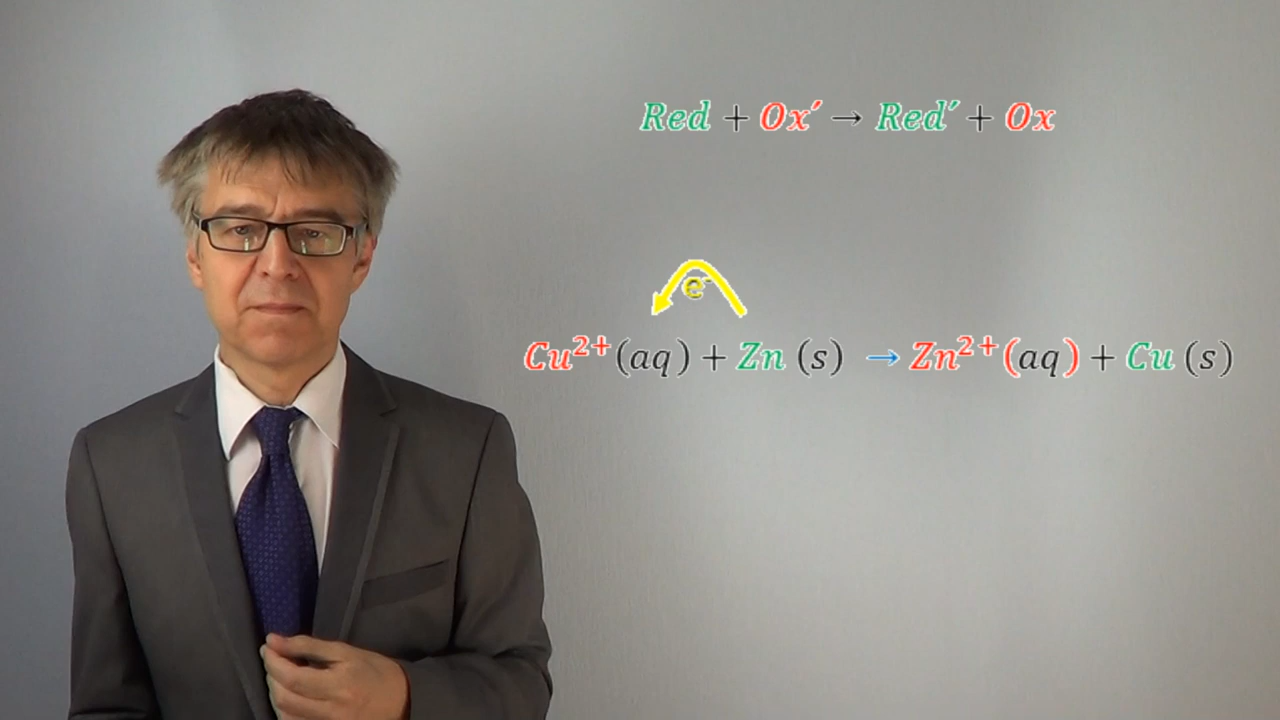 Red + Ox′ → Red′ + Ox
e⁻
Cu²⁺(aq) + Zn (s) → Zn²⁺(aq) + Cu (s)